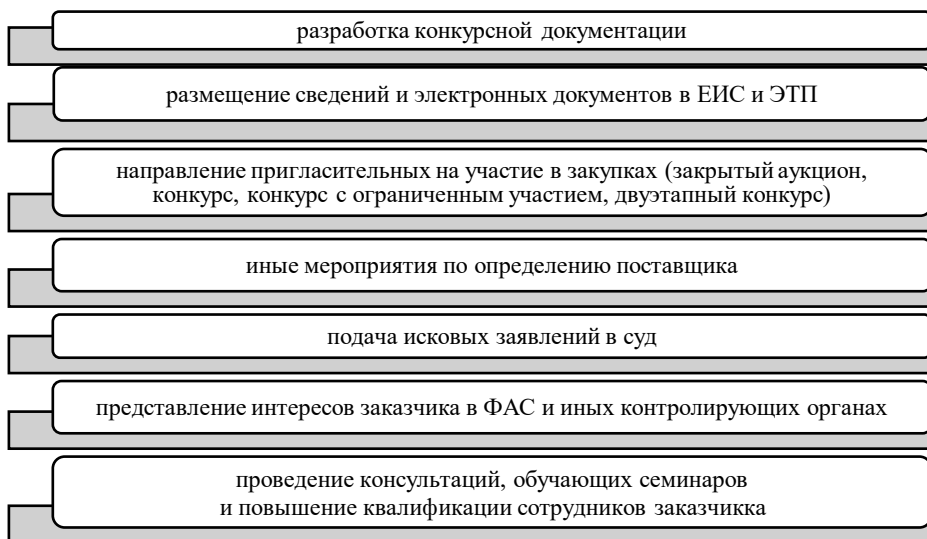 разработка конкурсной документации
размещение сведений и электронных документов в ЕИС и ЭТП
направление пригласительных на участие в закупках (закрытый аукцион,
конкурс, конкурс с ограниченным участием, двуэтапный конкурс)
иные мероприятия по определению поставщика
подача исковых заявлений в суд
представление интересов заказчика в ФАС и иных контролирующих органах
проведение консультаций, обучающих семинаров
и повышение квалификации сотрудников заказчикка